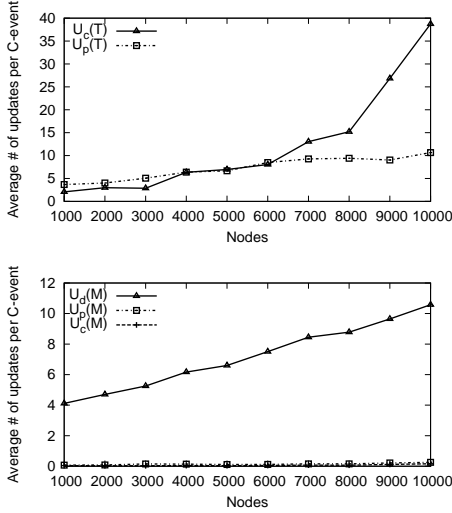 Average # of updates per C-event
40
35
30
25
20
15
10
5
0
U_c(T)
U_p(T)
1000 2000 3000 4000 5000 6000 7000 8000 9000 10000
Nodes
Average # of updates per C-event
12
10
8
6
4
2
0
U_d(M)
U_p(M)
U_c(M)
1000 2000 3000 4000 5000 6000 7000 8000 9000 10000
Nodes